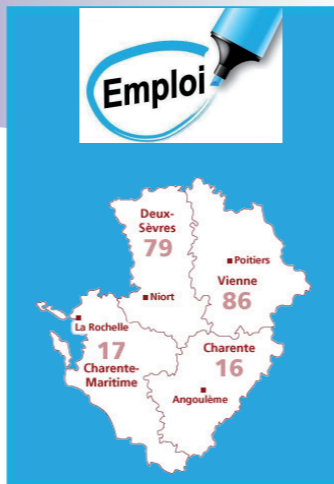 Emploi
Deux-
Sèvres
79
Poitiers
Vienne
86
Niort
La Rochelle
17
Charente-
Maritime
Charente
16
Angoulême